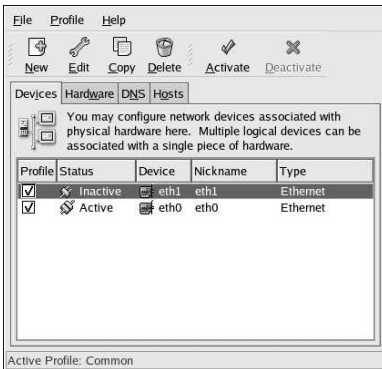 File Profile Help
New Edit Copy Delete Activate Deactivate
Devices Hardware DNS Hosts
You may configure network devices associated with
physical hardware here. Multiple logical devices can be
associated with a single piece of hardware.
Profile Status Device Nickname Type
Inactive eth1 eth1 Ethernet
Active eth0 eth0 Ethernet
Active Profile: Common